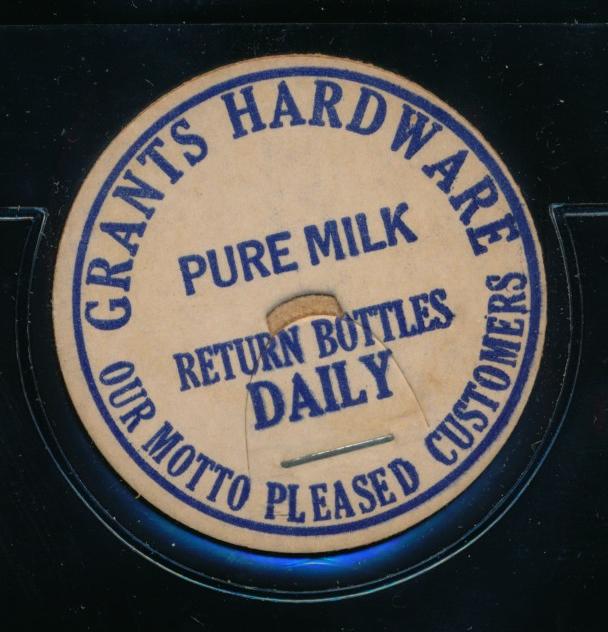 GRANTS HARDWARE
PURE MILK
RETURN BOTTLES
DAILY
OUR MOTTO PLEASED CUSTOMERS